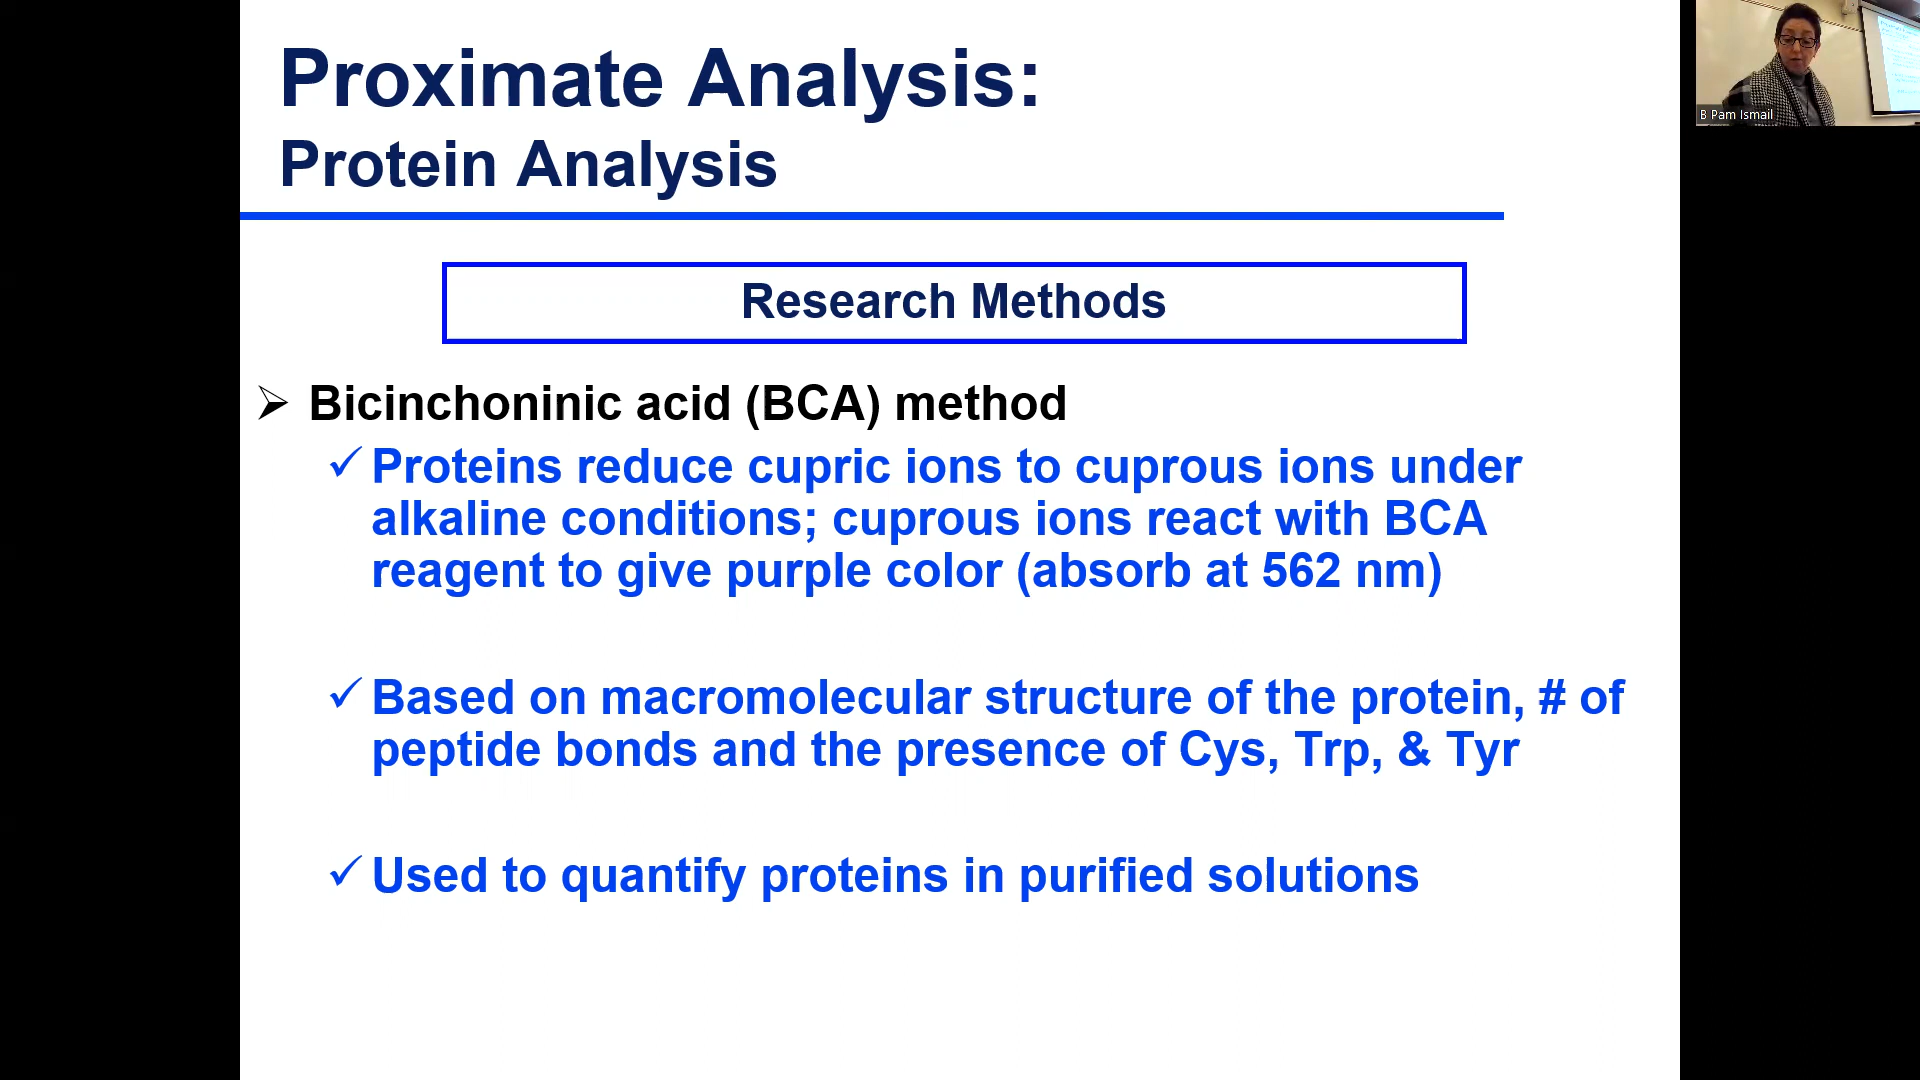 Proximate Analysis:
Protein Analysis
Research Methods
➢ Bicinchoninic acid (BCA) method
✓ Proteins reduce cupric ions to cuprous ions under
alkaline conditions; cuprous ions react with BCA
reagent to give purple color (absorb at 562 nm)
✓ Based on macromolecular structure of the protein, # of
peptide bonds and the presence of Cys, Trp, & Tyr
✓ Used to quantify proteins in purified solutions
B Pam Ismail